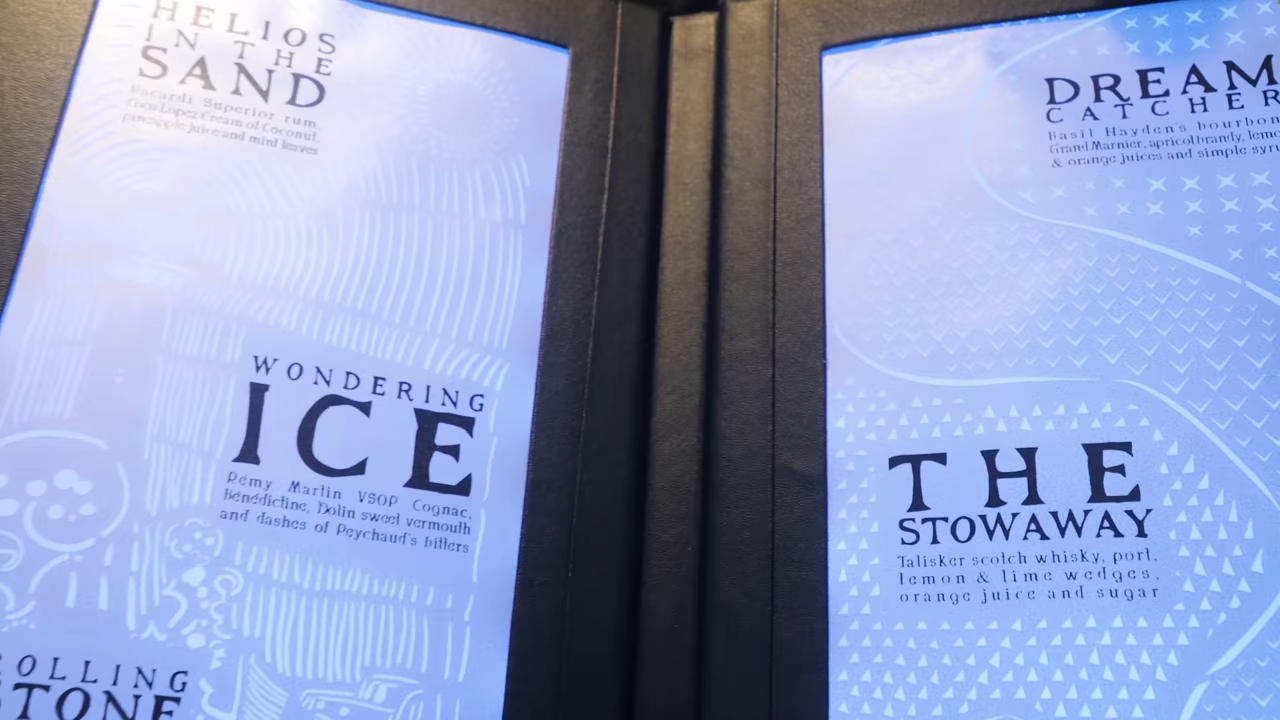 HELIOS
IN THE
SAND
Bacardi Superior rum,
Coco Lopez Cream of Coconut,
pineapple juice and mint leaves
WONDERING
ICE
Rémy Martin VSOP Cognac,
Bénédictine, Dolin sweet vermouth
and dashes of Peychaud's bitters
OLLING
TONE
DREAM
CATCHER
Basil Hayden's bourbon
Grand Marnier, apricot brandy, lemo
& orange juices and simple syru
THE
STOWAWAY
Talisker scotch whisky, port,
lemon & lime wedges,
orange juice and sugar